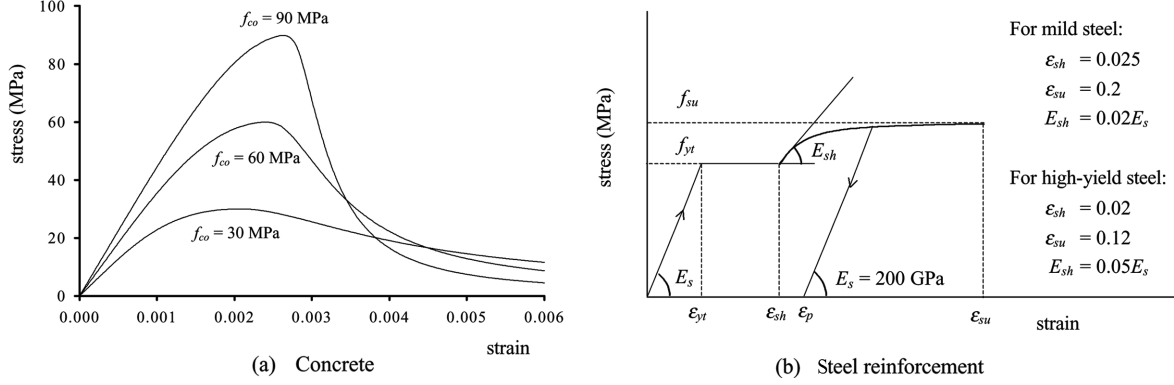 100
80
60
40
20
0
stress (MPa)
f_co = 90 MPa
f_co = 60 MPa
f_co = 30 MPa
0.000 0.001 0.002 0.003 0.004 0.005 0.006
strain
(a) Concrete
stress (MPa)
f_su
f_yt
E_sh
E_s
E_s = 200 GPa
ε_yt ε_sh ε_p ε_su
strain
For mild steel:
ε_sh = 0.025
ε_su = 0.2
E_sh = 0.02E_s
For high-yield steel:
ε_sh = 0.02
ε_su = 0.12
E_sh = 0.05E_s
(b) Steel reinforcement